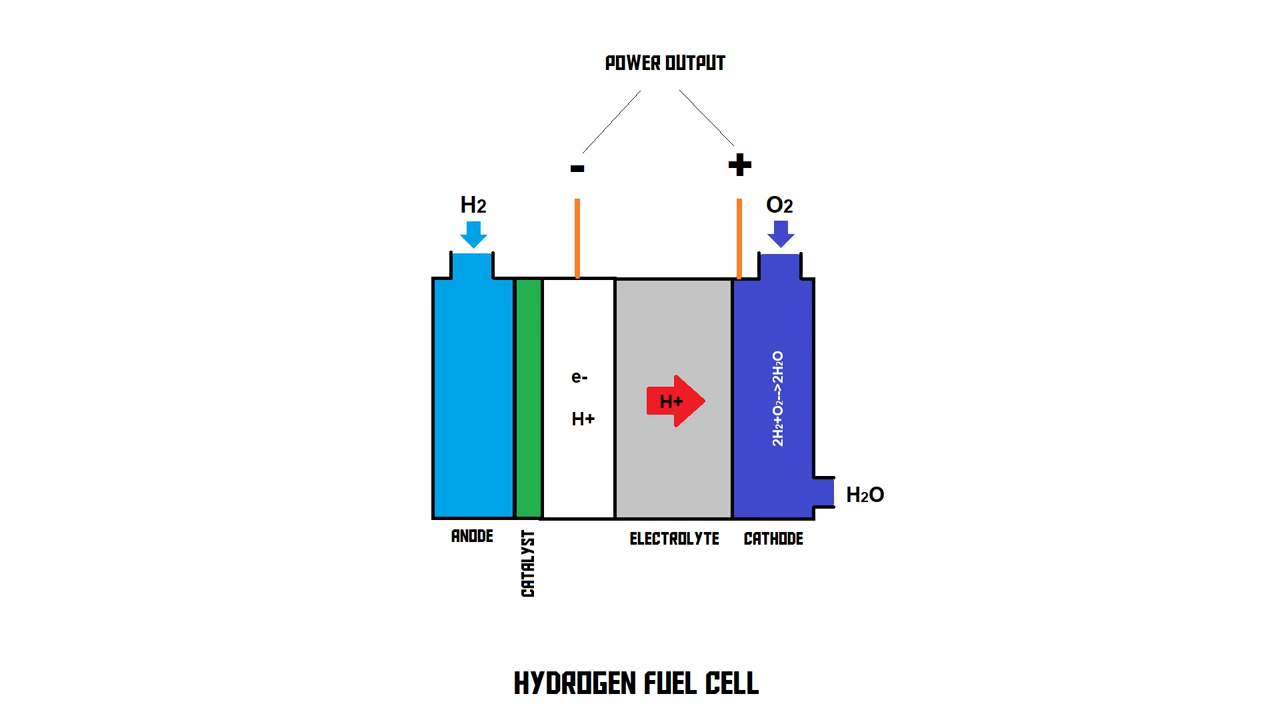 POWER OUTPUT
- +
H2 O2
e-
H+
H+
2H2+O2-->2H2O
H2O
ANODE
CATALYST
ELECTROLYTE
CATHODE
HYDROGEN FUEL CELL